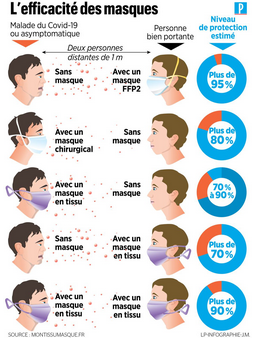 L'efficacité des masques
P
Malade du Covid-19
ou asymptomatique
Personne
bien portante
Niveau
de protection
estimé
Deux personnes
distantes de 1 m
Sans
masque
Avec un
masque
FFP2
Plus de
95 %
Avec un
masque
chirurgical
Sans
masque
Plus de
80 %
Avec un
masque
en tissu
Sans
masque
70 %
à 90 %
Sans
masque
Avec un
masque
en tissu
Plus de
70 %
Avec un
masque
en tissu
Avec un
masque
en tissu
Plus de
90 %
SOURCE - MONTISSUMASQUE.FR.
LP-INFOGRAPHIE-J.M.